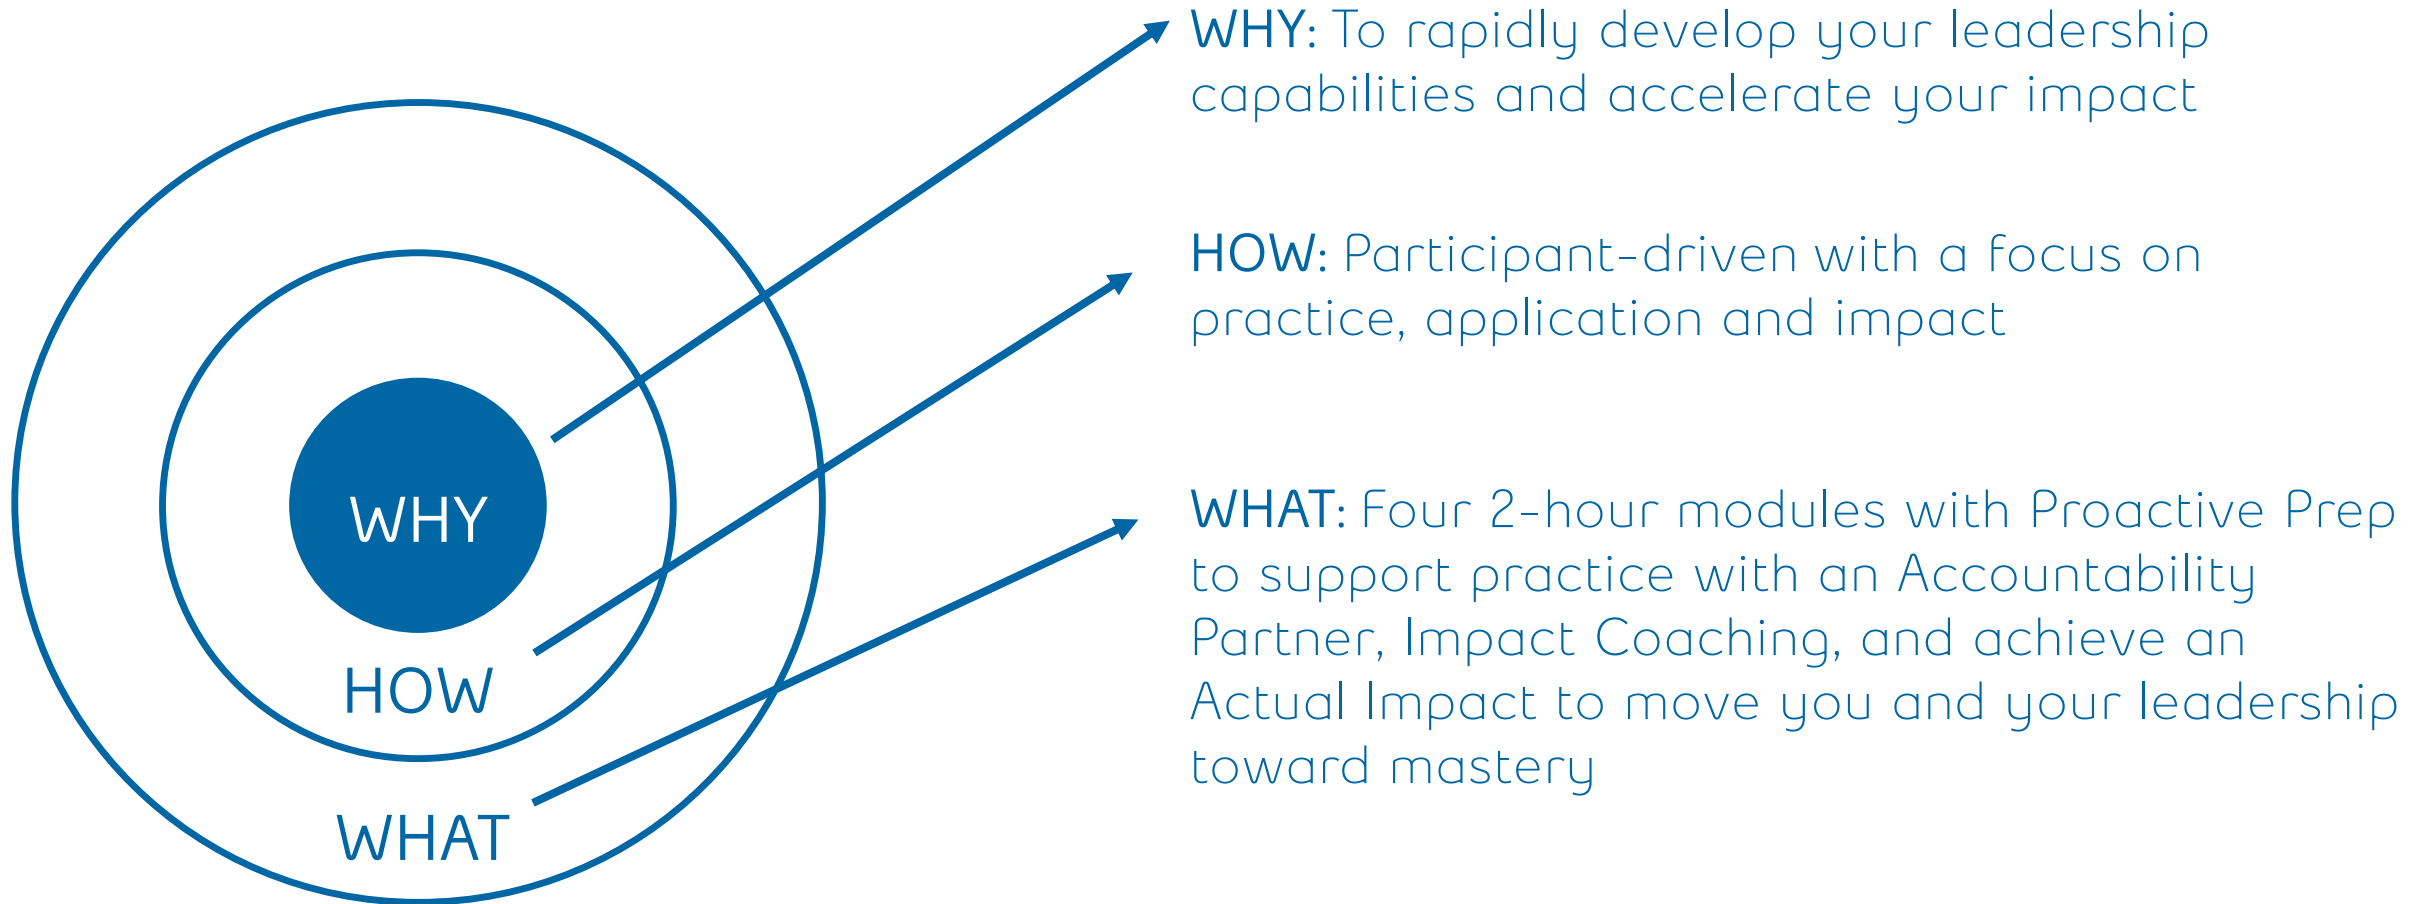 WHY: To rapidly develop your leadership
capabilities and accelerate your impact
HOW: Participant-driven with a focus on
practice, application and impact
WHAT: Four 2-hour modules with Proactive Prep
to support practice with an Accountability
Partner, Impact Coaching, and achieve an
Actual Impact to move you and your leadership
toward mastery
WHY
HOW
WHAT